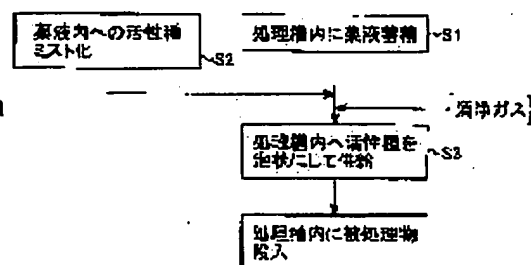 薬液内への活性種
ミスト化
S2
処理槽内に薬液蓄積
S1
清浄ガス
処理槽内へ活性種を
泡状にして供給
S3
処理槽内に被処理物
投入